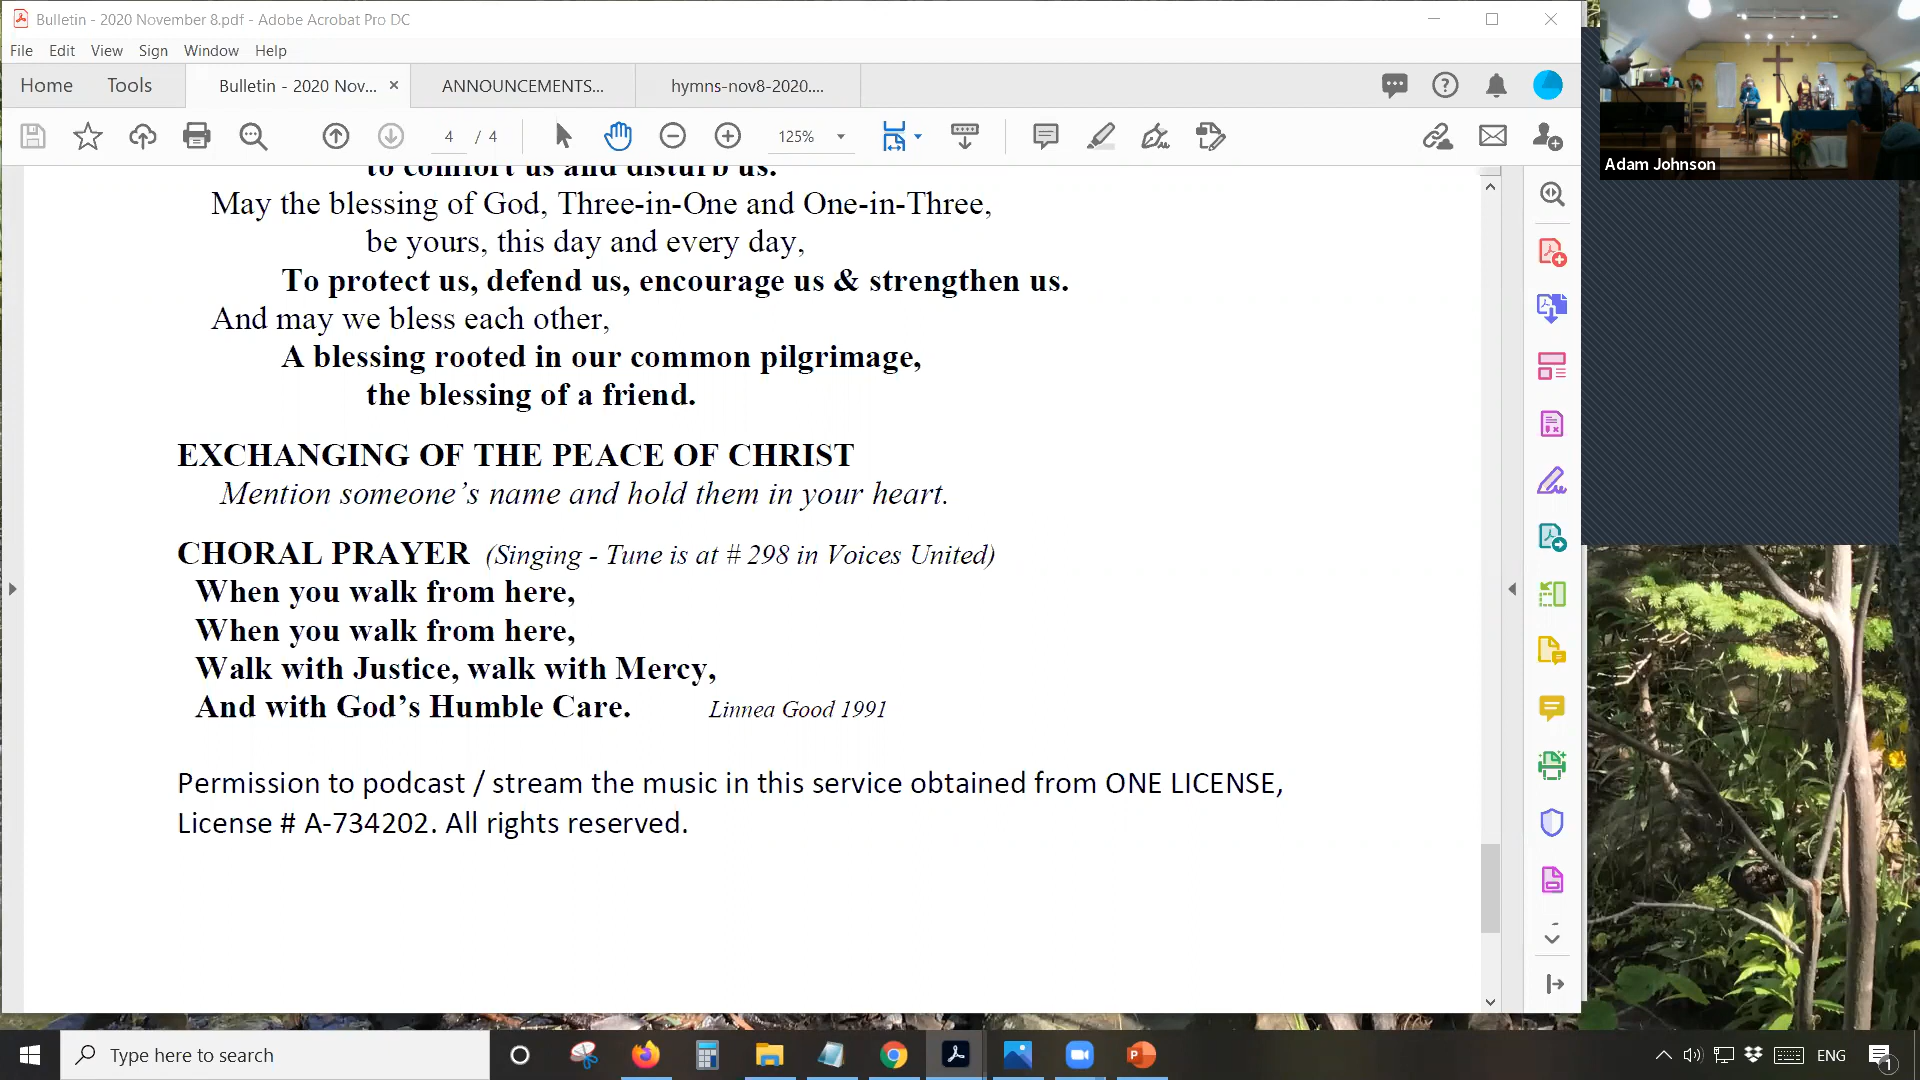 Bulletin - 2020 November 8.pdf - Adobe Acrobat Pro DC
File Edit View Sign Window Help
Home Tools Bulletin - 2020 Nov... × ANNOUNCEMENTS... hymns-nov8-2020....
4 / 4 125%
to comfort us and disturb us.
May the blessing of God, Three-in-One and One-in-Three,
be yours, this day and every day,
To protect us, defend us, encourage us & strengthen us.
And may we bless each other,
A blessing rooted in our common pilgrimage,
the blessing of a friend.
EXCHANGING OF THE PEACE OF CHRIST
Mention someone’s name and hold them in your heart.
CHORAL PRAYER (Singing - Tune is at # 298 in Voices United)
When you walk from here,
When you walk from here,
Walk with Justice, walk with Mercy,
And with God’s Humble Care. Linnea Good 1991
Permission to podcast / stream the music in this service obtained from ONE LICENSE,
License # A-734202. All rights reserved.
Adam Johnson
Type here to search
P
ENG
1